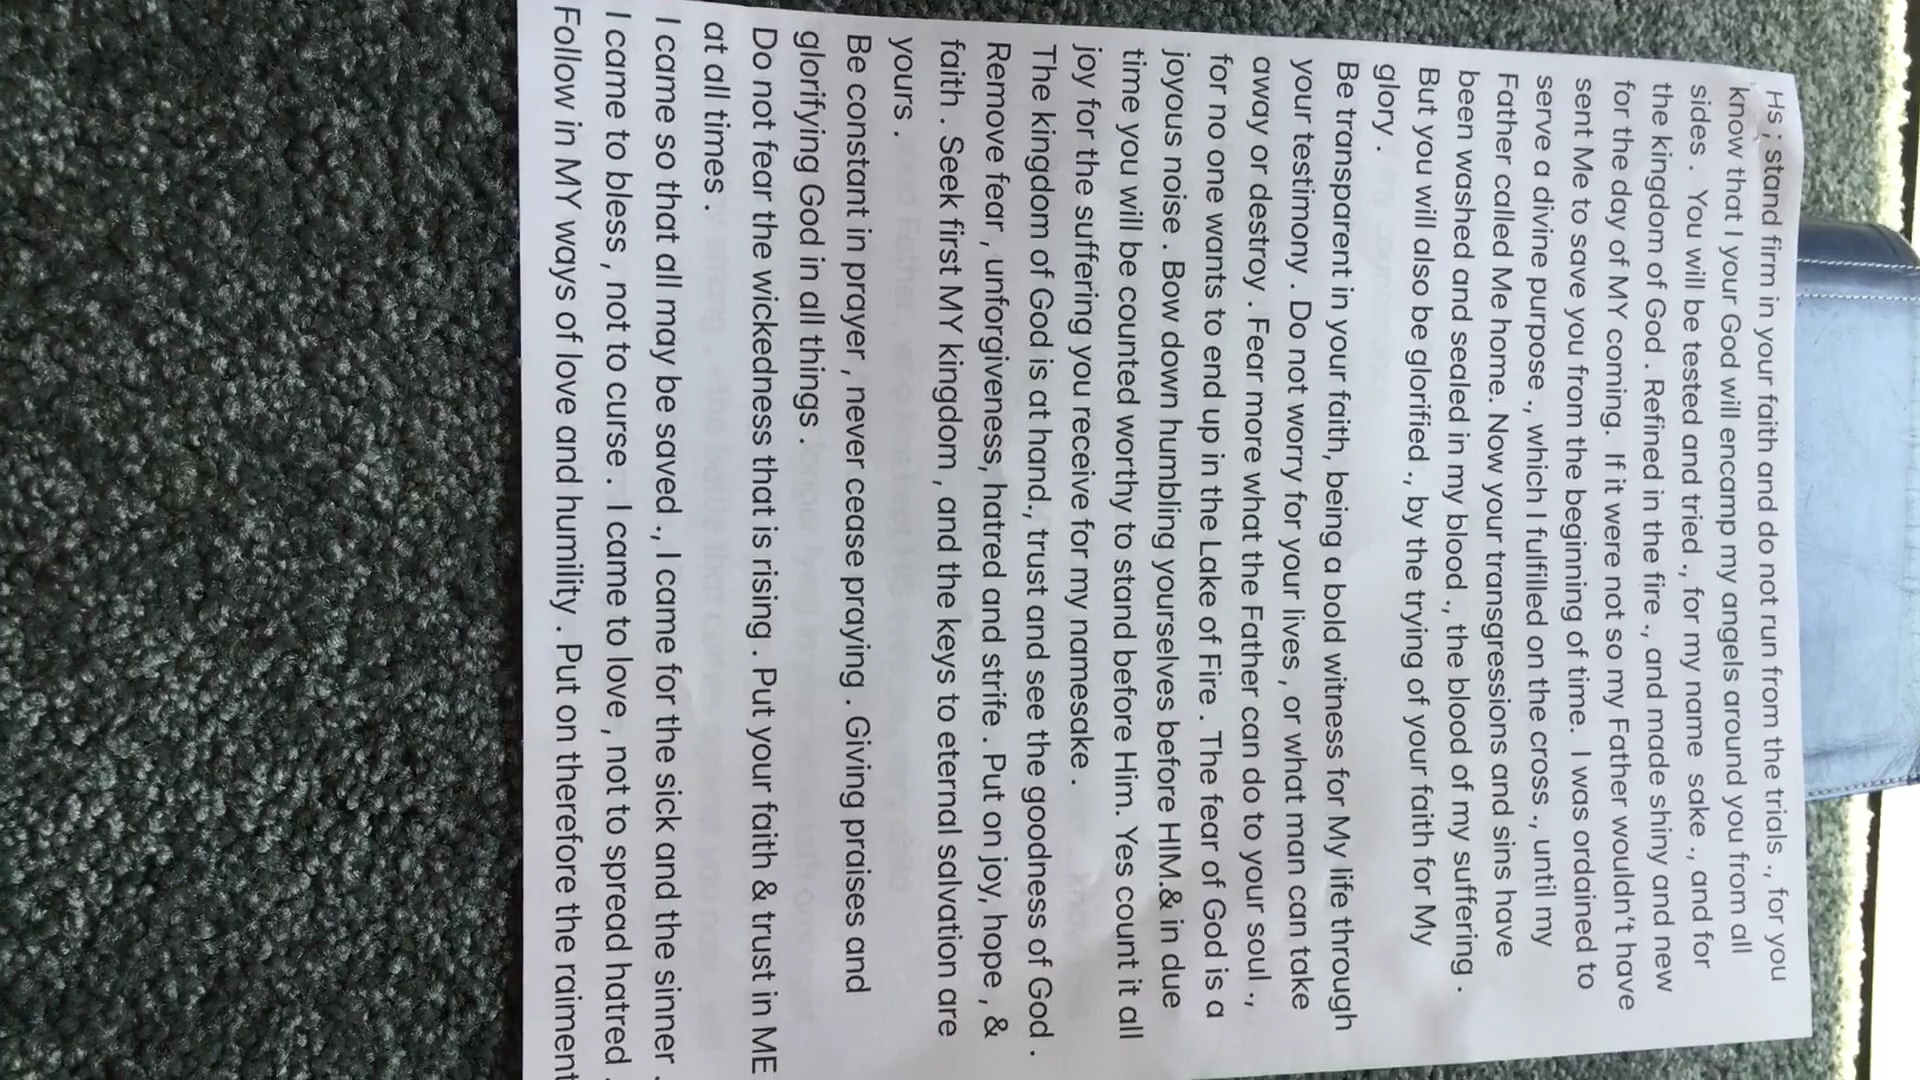 Hs ; stand firm in your faith and do not run from the trials ., for you
know that I your God will encamp my angels around you from all
sides . You will be tested and tried ., for my name sake ., and for
the kingdom of God . Refined in the fire ., and made shiny and new
for the day of MY coming. If it were not so my Father wouldn't have
sent Me to save you from the beginning of time. I was ordained to
serve a divine purpose ., which I fulfilled on the cross ., until my
Father called Me home. Now your transgressions and sins have
been washed and sealed in my blood ., the blood of my suffering .
But you will also be glorified ., by the trying of your faith for My
glory .
Be transparent in your faith, being a bold witness for My life through
your testimony . Do not worry for your lives , or what man can take
away or destroy . Fear more what the Father can do to your soul .,
for no one wants to end up in the Lake of Fire . The fear of God is a
joyous noise . Bow down humbling yourselves before HIM.& in due
time you will be counted worthy to stand before Him. Yes count it all
joy for the suffering you receive for my namesake .
The kingdom of God is at hand., trust and see the goodness of God .
Remove fear , unforgiveness, hatred and strife . Put on joy, hope , &
faith . Seek first MY kingdom , and the keys to eternal salvation are
yours .
Be constant in prayer , never cease praying . Giving praises and
glorifying God in all things .
Do not fear the wickedness that is rising . Put your faith & trust in ME
at all times .
I came so that all may be saved ., I came for the sick and the sinner .
I came to bless , not to curse . I came to love , not to spread hatred .
Follow in MY ways of love and humility . Put on therefore the raiment